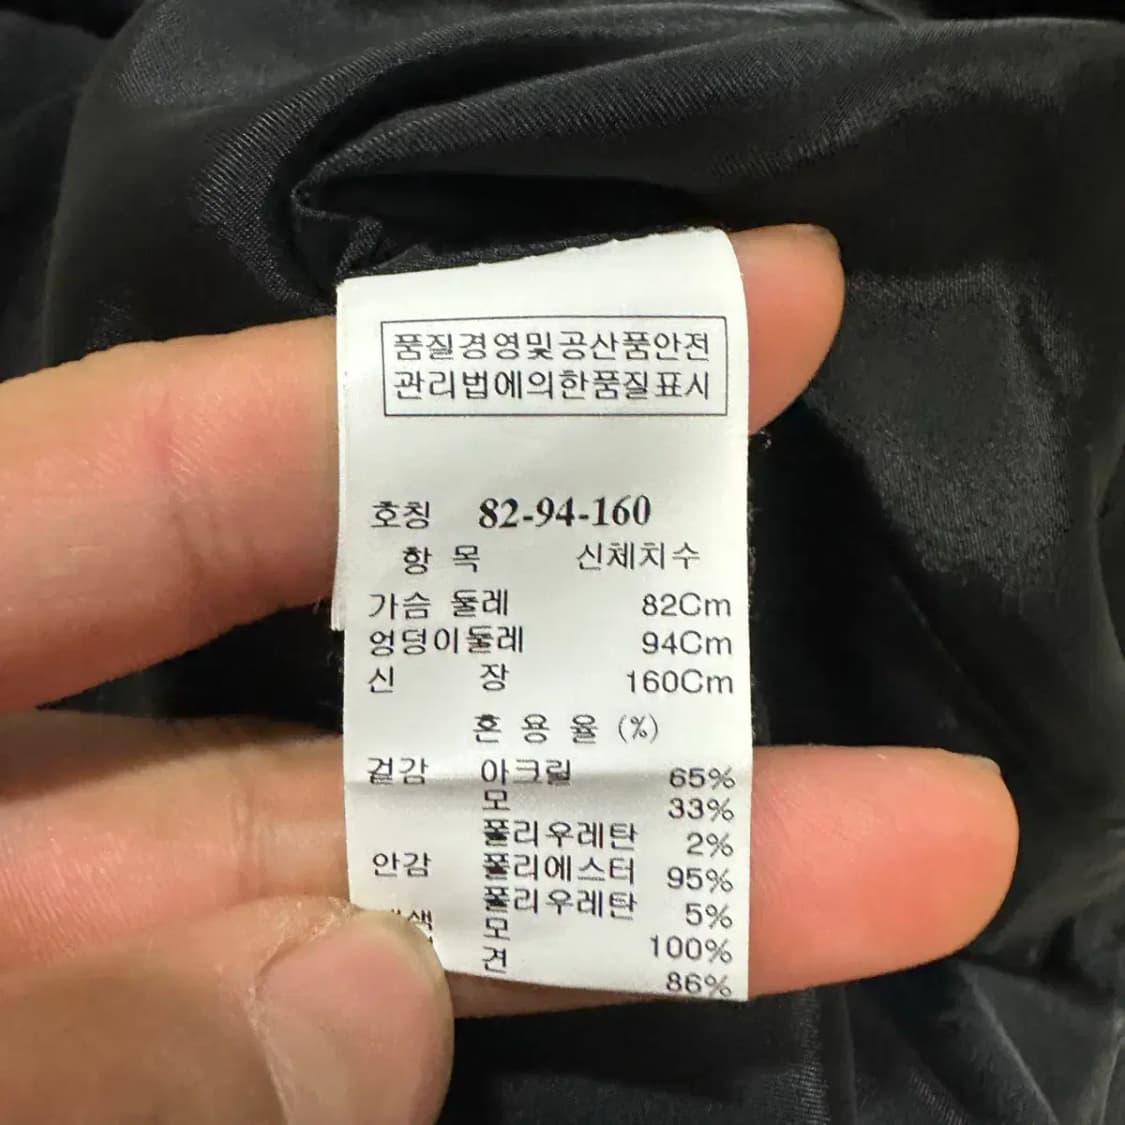 품질경영및공산품안전
관리법에의한품질표시
호칭 82-94-160
항 목 신체치수
가슴 둘레 82Cm
엉덩이둘레 94Cm
신 장 160Cm
혼 용 율 (%)
겉감 아크릴 65%
모 33%
폴리우레탄 2%
안감 폴리에스터 95%
폴리우레탄 5%
모 100%
견 86%